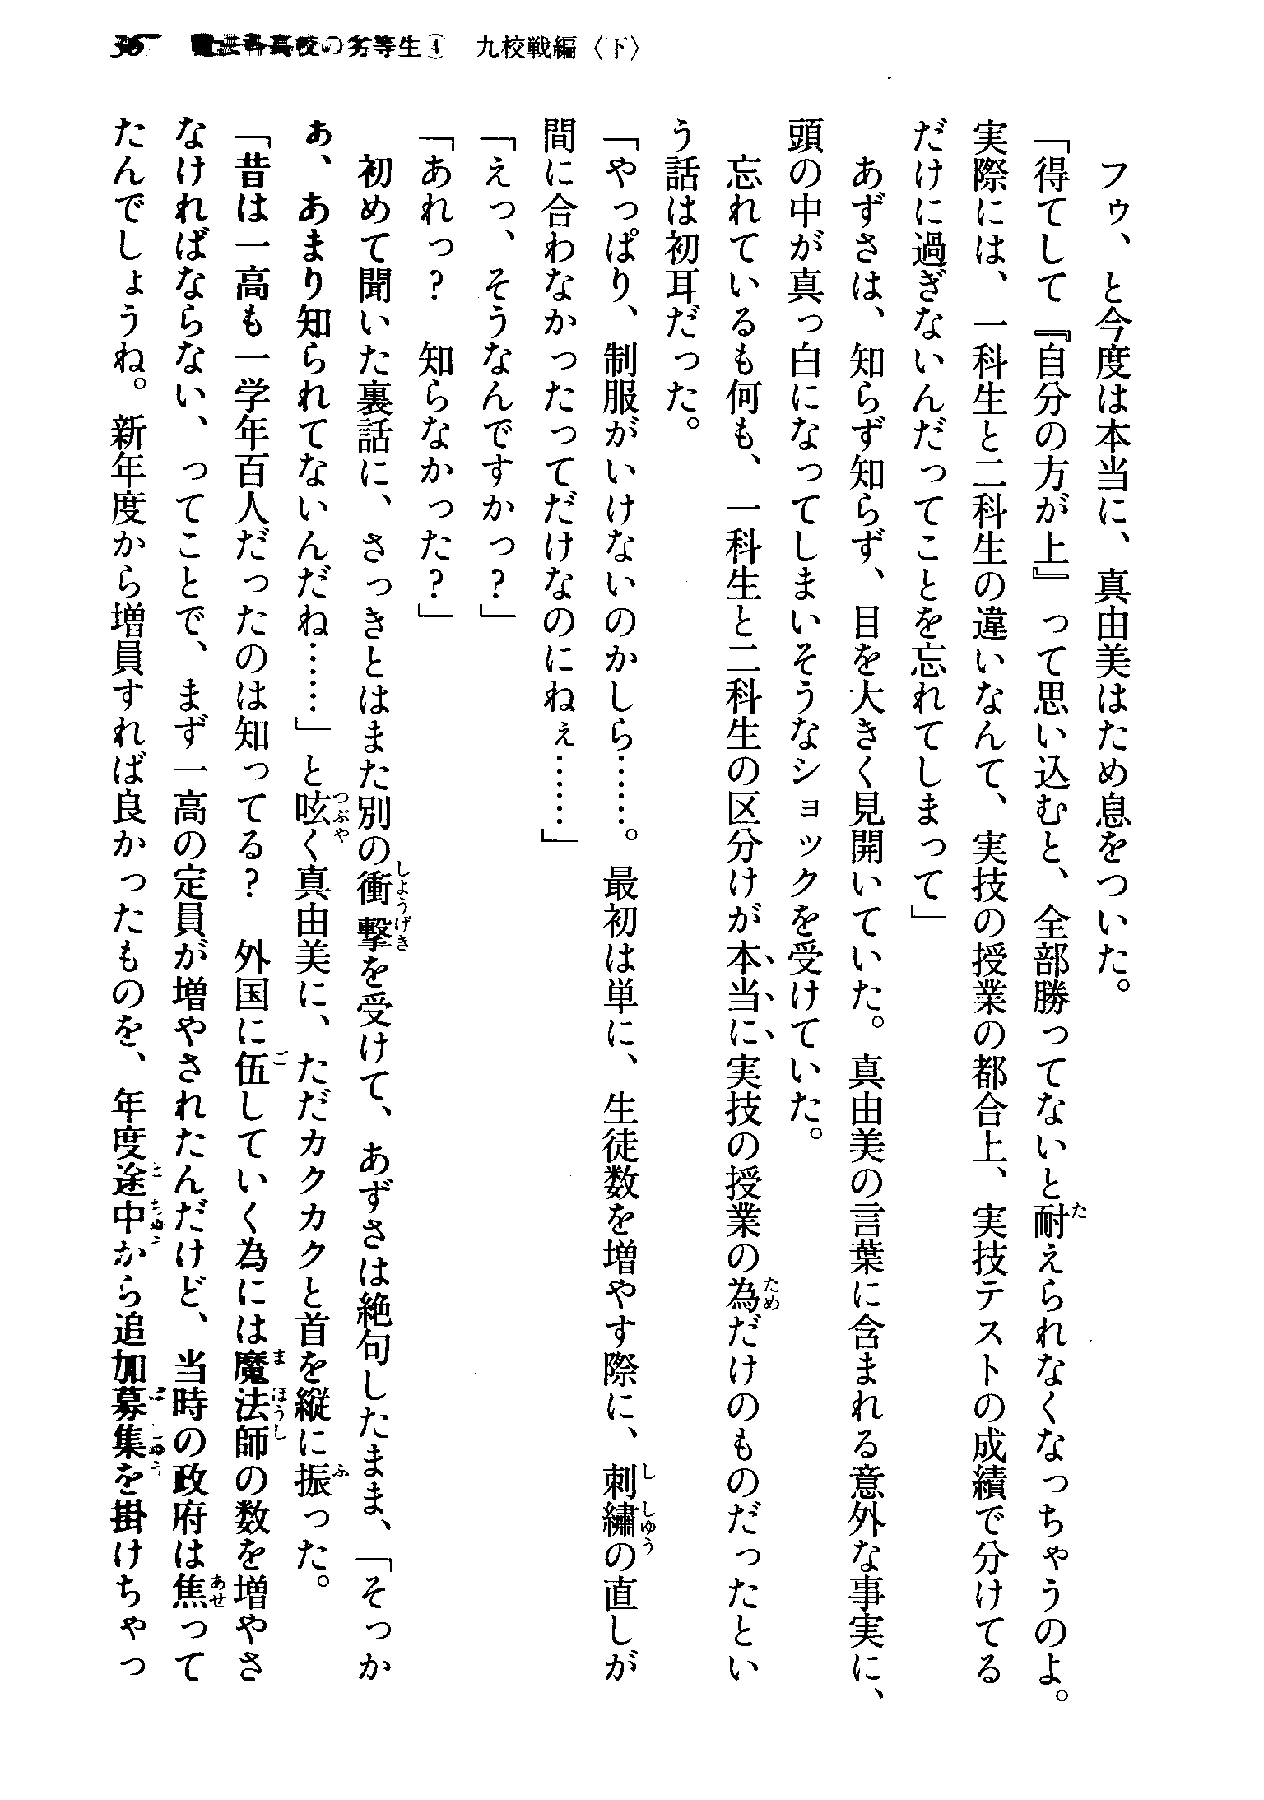 魔法科高校の劣等生④　九校戦編〈下〉
　フゥ、と今度は本当に、真由美はため息をついた。
「得てして『自分の方が上』って思い込むと、全部勝ってないと耐えられなくなっちゃうのよ。
実際には、一科生と二科生の違いなんて、実技の授業の都合上、実技テストの成績で分けてる
だけに過ぎないんだってことを忘れてしまって」
　あずさは、知らず知らず、目を大きく見開いていた。真由美の言葉に含まれる意外な事実に、
頭の中が真っ白になってしまいそうなショックを受けていた。
　忘れているも何も、一科生と二科生の区分けが本当に実技の授業の為だけのものだったとい
う話は初耳だった。
「やっぱり、制服がいけないのかしら……。最初は単に、生徒数を増やす際に、刺繍の直しが
間に合わなかったってだけなのにねぇ……」
「えっ、そうなんですかっ？」
「あれっ？　知らなかった？」
　初めて聞いた裏話に、さっきとはまた別の衝撃を受けて、あずさは絶句したまま、「そっか
ぁ、あまり知られてないんだね……」と呟く真由美に、ただカクカクと首を縦に振った。
「昔は一高も一学年百人だったのは知ってる？　外国に伍していく為には魔法師の数を増やさ
なければならない、ってことで、まず一高の定員が増やされたんだけど、当時の政府は焦って
たんでしょうね。新年度から増員すれば良かったものを、年度途中から追加募集を掛けちゃっ